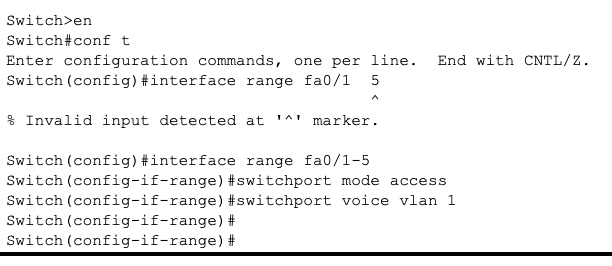 Switch>en
Switch#conf t
Enter configuration commands, one per line.  End with CNTL/Z.
Switch(config)#interface range fa0/1  5
                                      ^
% Invalid input detected at '^' marker.

Switch(config)#interface range fa0/1-5
Switch(config-if-range)#switchport mode access
Switch(config-if-range)#switchport voice vlan 1
Switch(config-if-range)#
Switch(config-if-range)#